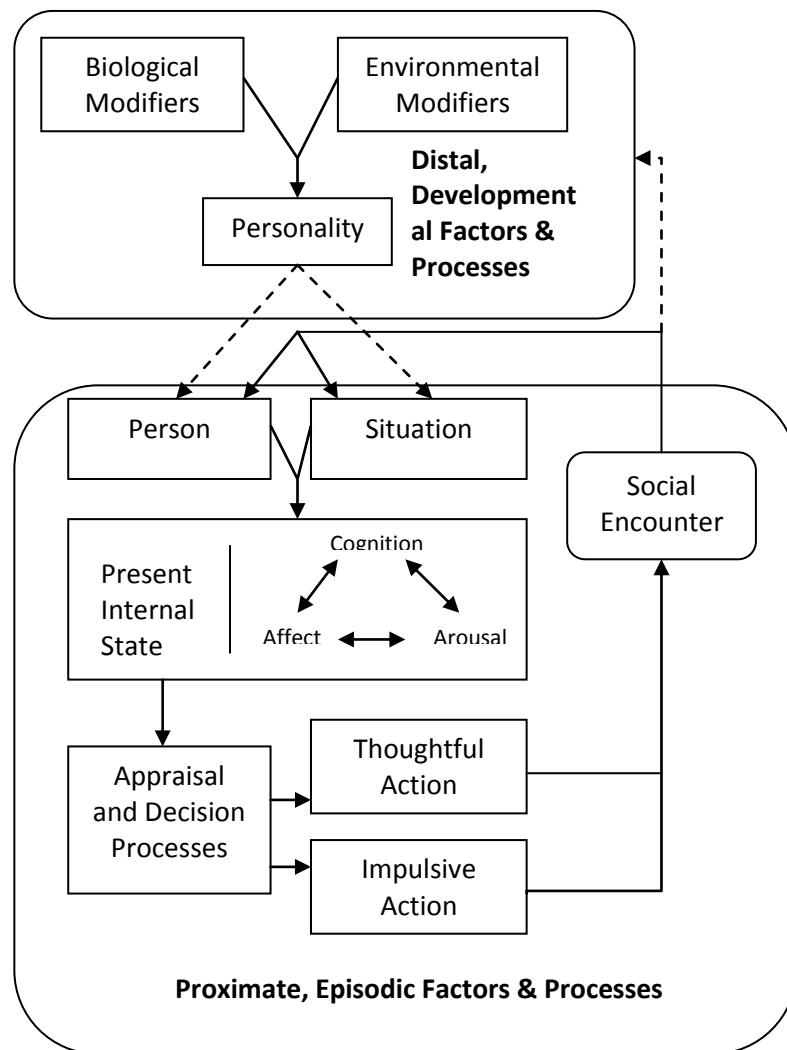 Biological
Modifiers
Environmental
Modifiers
Distal,
Development
al Factors &
Processes
Personality
Person
Situation
Social
Encounter
Present
Internal
State
Cognition
Affect
Arousal
Appraisal
and Decision
Processes
Thoughtful
Action
Impulsive
Action
Proximate, Episodic Factors & Processes